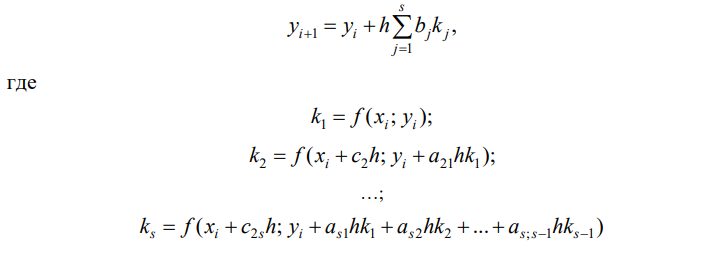 y_{i+1} = y_i + h \sum_{j=1}^{s} b_j k_j,
где
k_1 = f(x_i; y_i);
k_2 = f(x_i + c_2 h; y_i + a_{21} h k_1);
...;
k_s = f(x_i + c_{2s} h; y_i + a_{s1} h k_1 + a_{s2} h k_2 + ... + a_{s;s-1} h k_{s-1})